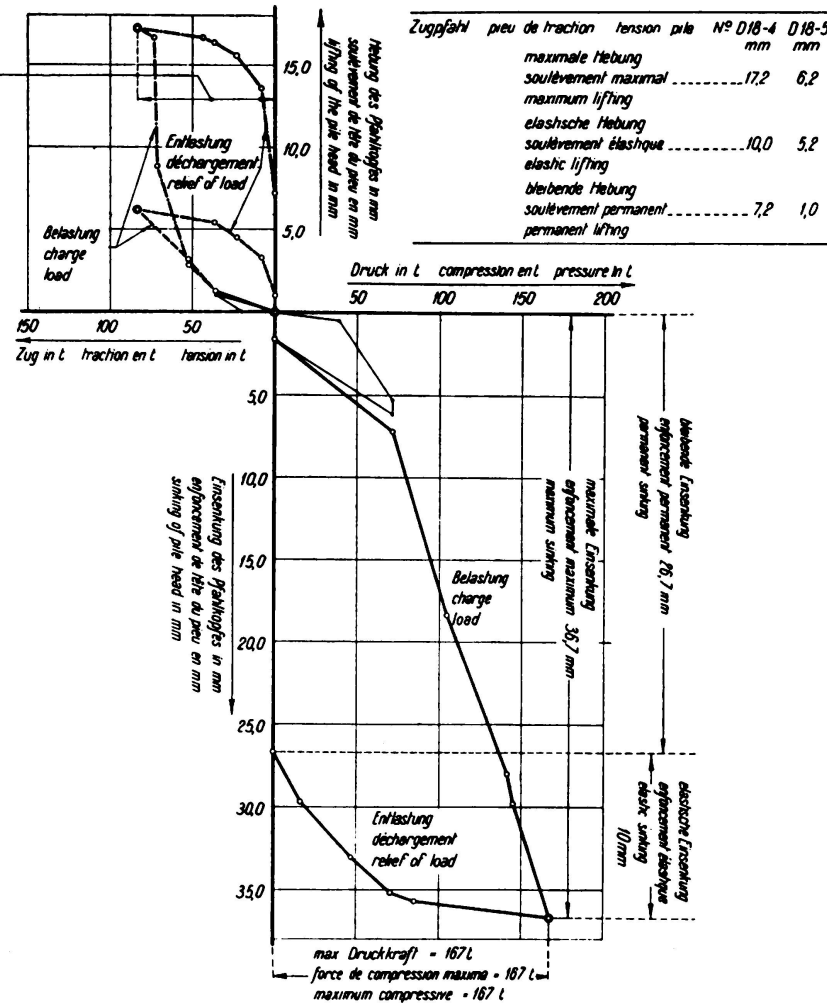 Zugpfahl pieu de traction tension pile Nº D18-4 D18-5
mm mm
maximale Hebung
soulèvement maximal 17,2 6,2
maximum lifting
elastische Hebung
soulèvement élastique 10,0 5,2
elastic lifting
bleibende Hebung
soulèvement permanent 7,2 1,0
permanent lifting
15,0
10,0
5,0
Hebung des Pfahlkopfes in mm
soulèvement de tête du pieu en mm
lifting of the pile head in mm
Entlastung
déchargement
relief of load
Belastung
charge
load
Druck in t compression en t pressure in t
50 100 150 200
150 100 50
Zug in t traction en t tension in t
5,0
10,0
15,0
20,0
25,0
30,0
35,0
Einsenkung des Pfahlkopfes in mm
enfoncement de tête du pieu en mm
sinking of pile head in mm
Belastung
charge
load
maximale Einsenkung
enfoncement maximum 36,7 mm
maximum sinking
bleibende Einsenkung
enfoncement permanent 26,7 mm
permanent sinking
elastische Einsenkung
enfoncement élastique
elastic sinking
10mm
Entlastung
déchargement
relief of load
max Druckkraft = 167 t
force de compression maxima = 167 t
maximum compressive = 167 t